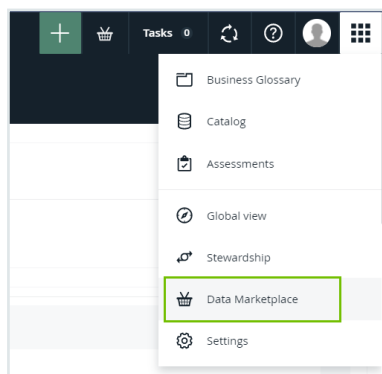 Tasks 0
Business Glossary
Catalog
Assessments
Global view
Stewardship
Data Marketplace
Settings